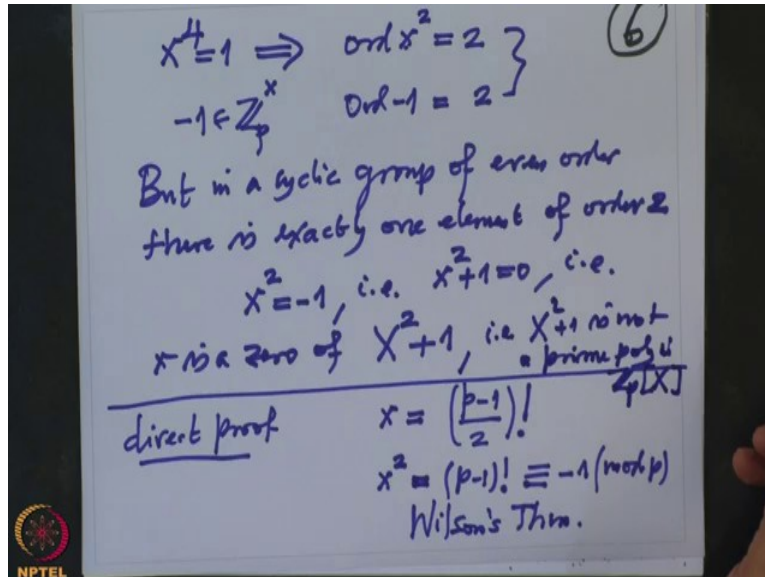 6
x⁴=1 ⟹ ord x² = 2 }
-1 ∈ ℤₚˣ ord -1 = 2
But in a cyclic group of even order
there is exactly one element of order 2
x² = -1, i.e. x²+1=0, i.e.
x is a zero of X²+1, i.e X²+1 is not
a prime poly in
ℤₚ[X]
direct proof x = (p-1/2)!
x² = (p-1)! ≡ -1 (mod p)
Wilson's Thm.
NPTEL